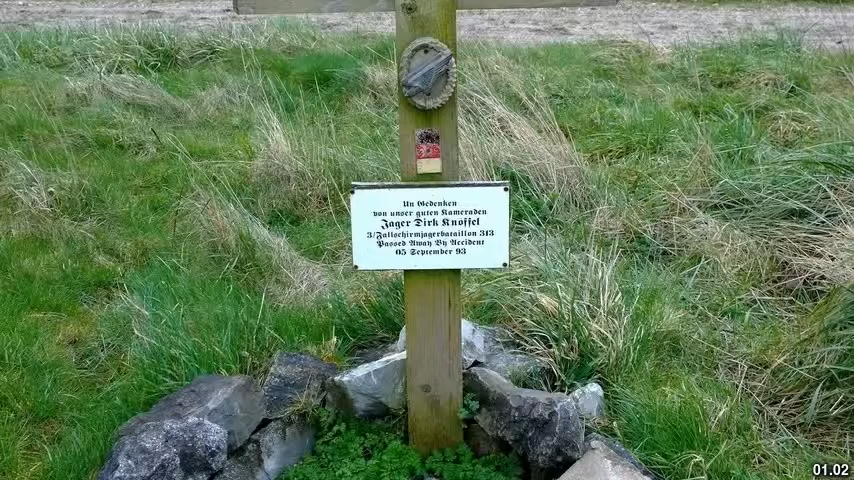 Un Gedenken
von unser guten Kameraden
Jager Dirk Knoffel
3/Fallschirmjagerbataillon 313
Passed Away By Accident
05 September 93
01.02